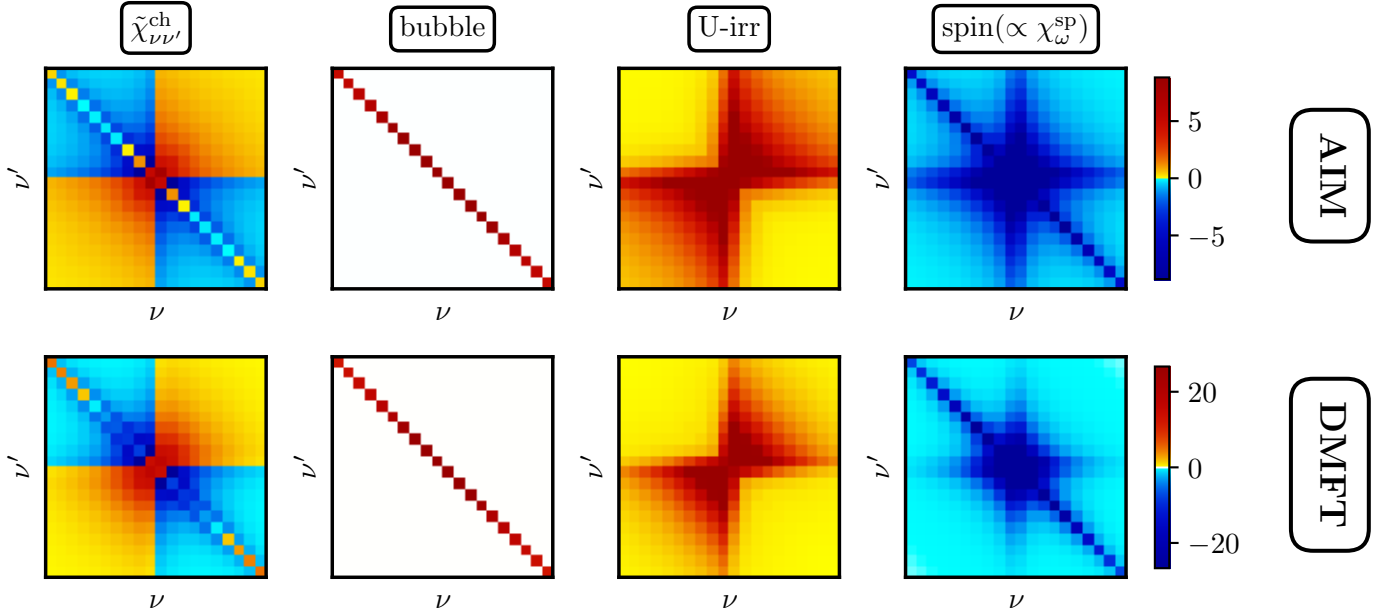 χ̃^ch_νν′
bubble
U-irr
spin(∝ χ^sp_ω)
ν′
ν′
ν′
ν′
5
0
−5
AIM
ν
ν
ν
ν
ν′
ν′
ν′
ν′
20
0
−20
DMFT
ν
ν
ν
ν